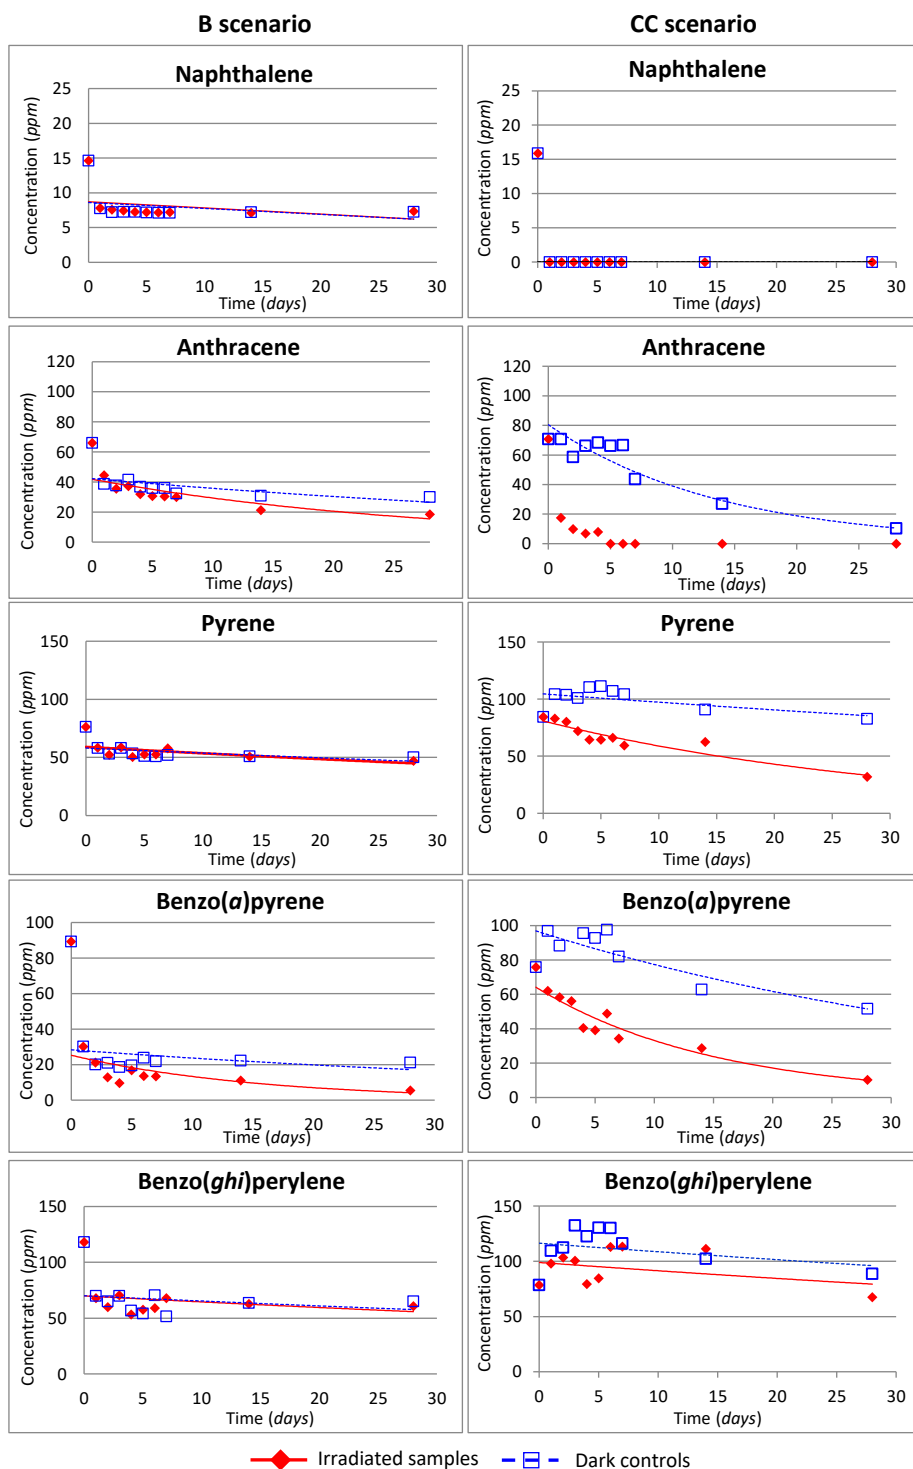 B scenario
CC scenario
Naphthalene
Concentration (ppm)
25
20
15
10
5
0
0 5 10 15 20 25 30
Time (days)
Naphthalene
Concentration (ppm)
25
20
15
10
5
0
0 5 10 15 20 25 30
Time (days)
Anthracene
Concentration (ppm)
120
100
80
60
40
20
0
0 5 10 15 20 25
Time (days)
Anthracene
Concentration (ppm)
120
100
80
60
40
20
0
0 5 10 15 20 25
Time (days)
Pyrene
Concentration (ppm)
150
100
50
0
0 5 10 15 20 25 30
Time (days)
Pyrene
Concentration (ppm)
150
100
50
0
0 5 10 15 20 25 30
Time (days)
Benzo(a)pyrene
Concentration (ppm)
100
80
60
40
20
0
0 5 10 15 20 25 30
Time (days)
Benzo(a)pyrene
Concentration (ppm)
100
80
60
40
20
0
0 5 10 15 20 25 30
Time (days)
Benzo(ghi)perylene
Concentration (ppm)
150
100
50
0
0 5 10 15 20 25 30
Time (days)
Benzo(ghi)perylene
Concentration (ppm)
150
100
50
0
0 5 10 15 20 25 30
Time (days)
Irradiated samples
Dark controls